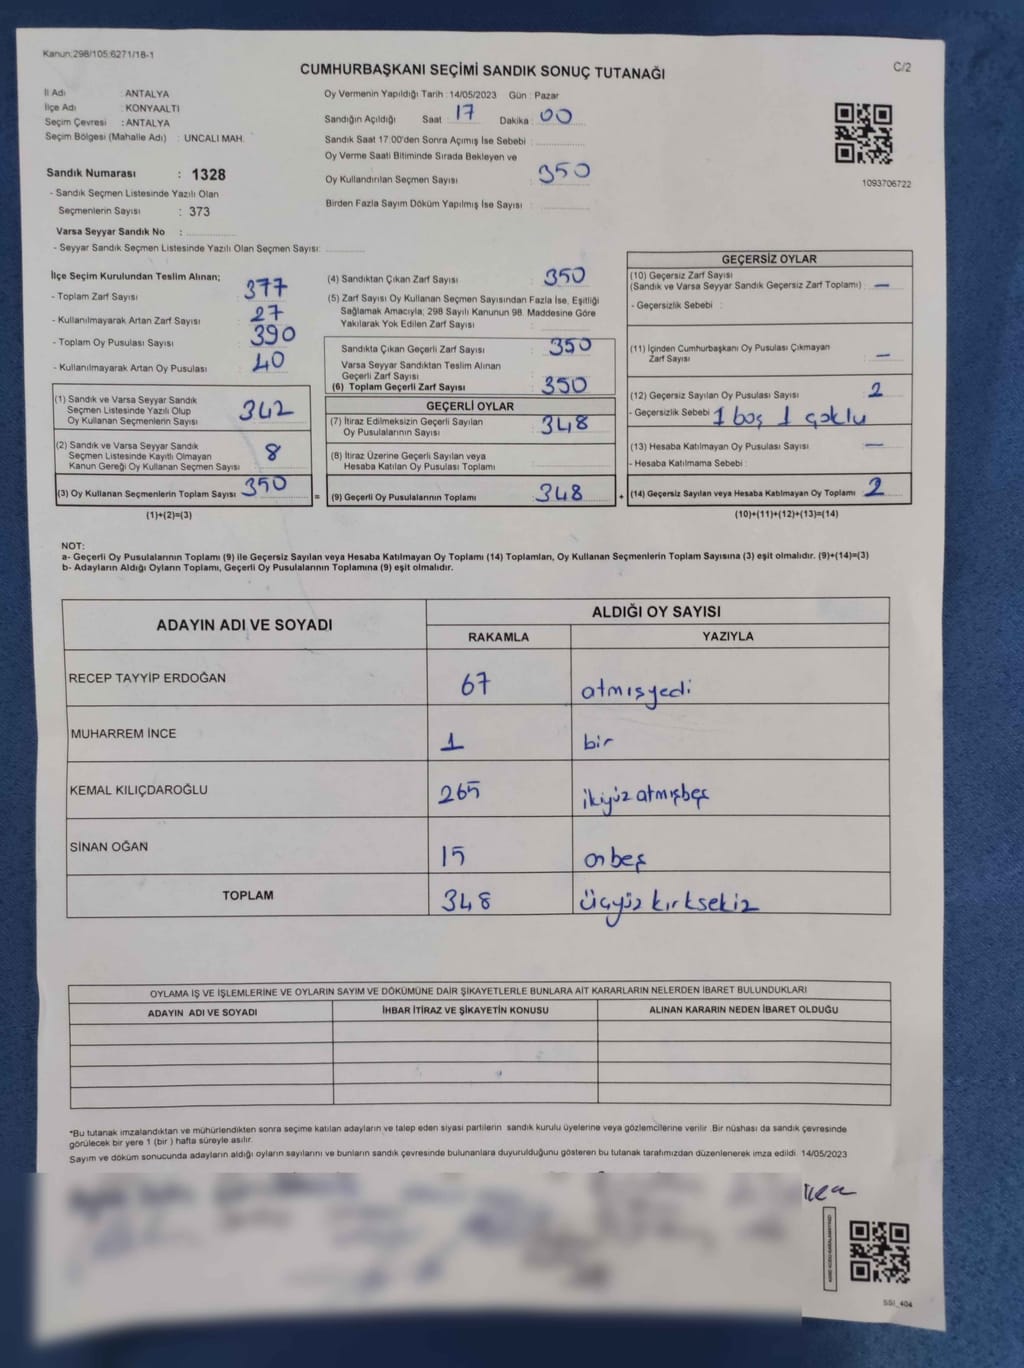 Kanun:298/105:6271/18-1
CUMHURBAŞKANI SEÇİMİ SANDIK SONUÇ TUTANAĞI
C/2
İl Adı : ANTALYA
İlçe Adı : KONYAALTI
Seçim Çevresi : ANTALYA
Seçim Bölgesi (Mahalle Adı) : UNCALI MAH.
Sandık Numarası : 1328
- Sandık Seçmen Listesinde Yazılı Olan
Seçmenlerin Sayısı : 373
Varsa Seyyar Sandık No :
- Seyyar Sandık Seçmen Listesinde Yazılı Olan Seçmen Sayısı:
Oy Vermenin Yapıldığı Tarih : 14/05/2023 Gün : Pazar
Sandığın Açıldığı Saat : 17 Dakika : 00
Sandık Saat 17:00'den Sonra Açımış İse Sebebi :
Oy Verme Saati Bitiminde Sırada Bekleyen ve
Oy Kullandırılan Seçmen Sayısı : 350
Birden Fazla Sayım Döküm Yapılmış İse Sayısı :
1093706722
İlçe Seçim Kurulundan Teslim Alınan;
- Toplam Zarf Sayısı : 377
- Kullanılmayarak Artan Zarf Sayısı : 27
- Toplam Oy Pusulası Sayısı : 390
- Kullanılmayarak Artan Oy Pusulası : 40
(1) Sandık ve Varsa Seyyar Sandık
Seçmen Listesinde Yazılı Olup
Oy Kullanan Seçmenlerin Sayısı : 342
(2) Sandık ve Varsa Seyyar Sandık
Seçmen Listesinde Kayıtlı Olmayan
Kanun Gereği Oy Kullanan Seçmen Sayısı : 8
(3) Oy Kullanan Seçmenlerin Toplam Sayısı : 350
(1)+(2)=(3)
=
(4) Sandıktan Çıkan Zarf Sayısı : 350
(5) Zarf Sayısı Oy Kullanan Seçmen Sayısından Fazla İse, Eşitliği
Sağlamak Amacıyla, 298 Sayılı Kanunun 98. Maddesine Göre
Yakılarak Yok Edilen Zarf Sayısı :
Sandıkta Çıkan Geçerli Zarf Sayısı : 350
Varsa Seyyar Sandıktan Teslim Alınan
Geçerli Zarf Sayısı :
(6) Toplam Geçerli Zarf Sayısı : 350
GEÇERLİ OYLAR
(7) İtiraz Edilmeksizin Geçerli Sayılan
Oy Pusulalarının Sayısı : 348
(8) İtiraz Üzerine Geçerli Sayılan veya
Hesaba Katılan Oy Pusulası Toplamı :
(9) Geçerli Oy Pusulalarının Toplamı : 348
+
GEÇERSİZ OYLAR
(10) Geçersiz Zarf Sayısı
(Sandık ve Varsa Seyyar Sandık Geçersiz Zarf Toplamı) : –
- Geçersizlik Sebebi :
(11) İçinden Cumhurbaşkanı Oy Pusulası Çıkmayan
Zarf Sayısı : –
(12) Geçersiz Sayılan Oy Pusulası Sayısı : 2
- Geçersizlik Sebebi : 1 boş 1 çoklu
(13) Hesaba Katılmayan Oy Pusulası Sayısı : –
- Hesaba Katılmama Sebebi :
(14) Geçersiz Sayılan veya Hesaba Katılmayan Oy Toplamı : 2
(10)+(11)+(12)+(13)=(14)
NOT:
a- Geçerli Oy Pusulalarının Toplamı (9) ile Geçersiz Sayılan veya Hesaba Katılmayan Oy Toplamı (14) Toplamları, Oy Kullanan Seçmenlerin Toplam Sayısına (3) eşit olmalıdır. (9)+(14)=(3)
b- Adayların Aldığı Oyların Toplamı, Geçerli Oy Pusulalarının Toplamına (9) eşit olmalıdır.
ADAYIN ADI VE SOYADI
ALDIĞI OY SAYISI
RAKAMLA YAZIYLA
RECEP TAYYİP ERDOĞAN 67 atmışyedi
MUHARREM İNCE 1 bir
KEMAL KILIÇDAROĞLU 265 ikiyüz atmışbeş
SİNAN OĞAN 15 onbeş
TOPLAM 348 üçyüz kırksekiz
OYLAMA İŞ VE İŞLEMLERİNE VE OYLARIN SAYIM VE DÖKÜMÜNE DAİR ŞİKAYETLERLE BUNLARA AİT KARARLARIN NELERDEN İBARET BULUNDUKLARI
ADAYIN ADI VE SOYADI İHBAR İTİRAZ VE ŞİKAYETİN KONUSU ALINAN KARARIN NEDEN İBARET OLDUĞU
*Bu tutanak imzalandıktan ve mühürlendikten sonra seçime katılan adayların ve talep eden siyasi partilerin sandık kurulu üyelerine veya gözlemcilerine verilir. Bir nüshası da sandık çevresinde
görülecek bir yere 1 (bir ) hafta süreyle asılır.
Sayım ve döküm sonucunda adayların aldığı oyların sayılarını ve bunların sandık çevresinde bulunanlara duyurulduğunu gösteren bu tutanak tarafımızdan düzenlenerek imza edildi. 14/05/2023
SSI_404